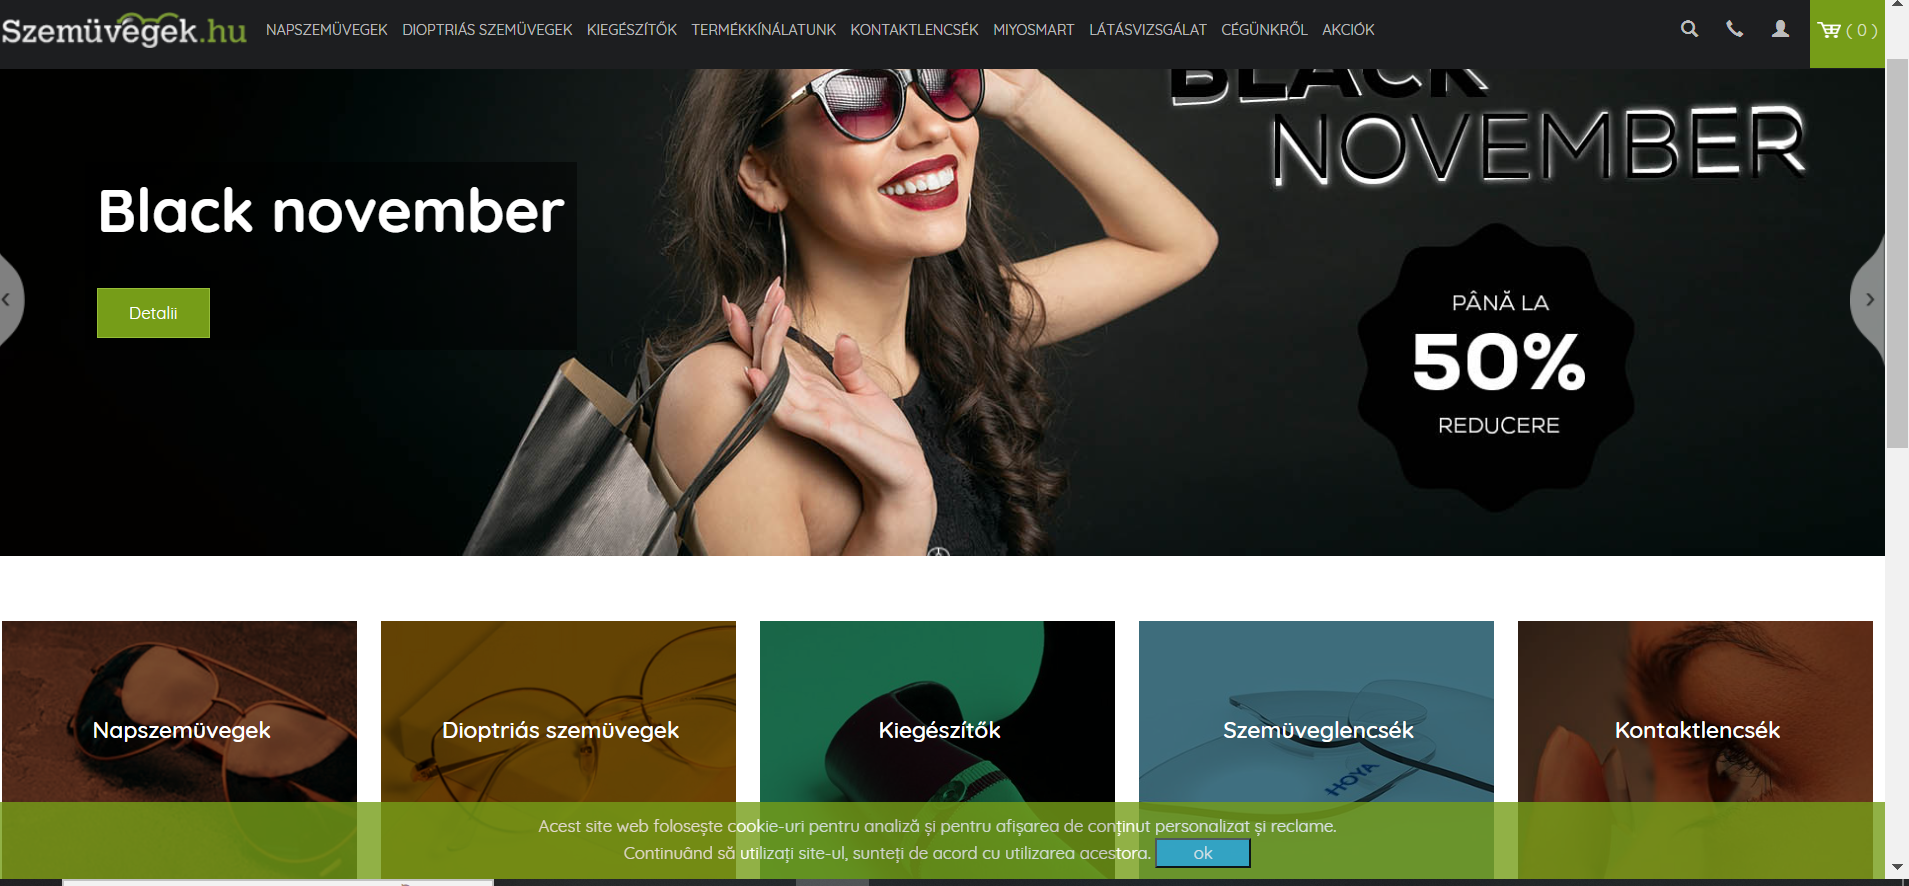 Szemüvegek.hu
NAPSZEMÜVEGEK DIOPTRIÁS SZEMÜVEGEK KIEGÉSZÍTŐK TERMÉKKÍNÁLATUNK KONTAKTLENCSÉK MIYOSMART LÁTÁSVIZSGÁLAT CÉGÜNKRŐL AKCIÓK
( 0 )
BLACK
NOVEMBER
Black november
Detalii
PÂNĂ LA
50%
REDUCERE
Napszemüvegek
Dioptriás szemüvegek
Kiegészítők
Szemüveglencsék
Kontaktlencsék
HOYA
Acest site web folosește cookie-uri pentru analiză și pentru afișarea de conținut personalizat și reclame.
Continuând să utilizați site-ul, sunteți de acord cu utilizarea acestora. ok